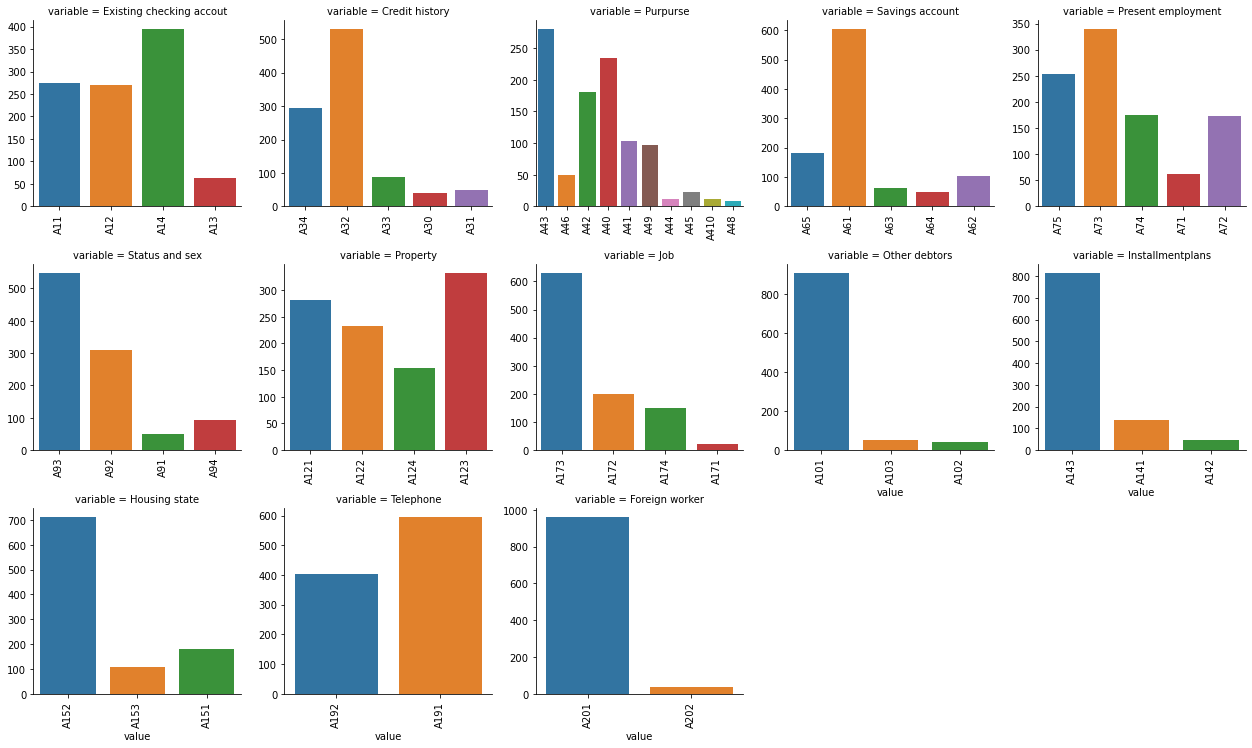 variable = Existing checking accout
400
350
300
250
200
150
100
50
0
A11
A12
A14
A13
variable = Credit history
500
400
300
200
100
0
A34
A32
A33
A30
A31
variable = Purpurse
250
200
150
100
50
0
A43
A46
A42
A40
A41
A49
A44
A45
A410
A48
variable = Savings account
600
500
400
300
200
100
0
A65
A61
A63
A64
A62
variable = Present employment
350
300
250
200
150
100
50
0
A75
A73
A74
A71
A72
variable = Status and sex
500
400
300
200
100
0
A93
A92
A91
A94
variable = Property
300
250
200
150
100
50
0
A121
A122
A124
A123
variable = Job
600
500
400
300
200
100
0
A173
A172
A174
A171
variable = Other debtors
800
600
400
200
0
A101
A103
A102
value
variable = Installmentplans
800
700
600
500
400
300
200
100
0
A143
A141
A142
value
variable = Housing state
700
600
500
400
300
200
100
0
A152
A153
A151
value
variable = Telephone
600
500
400
300
200
100
0
A192
A191
value
variable = Foreign worker
1000
800
600
400
200
0
A201
A202
value